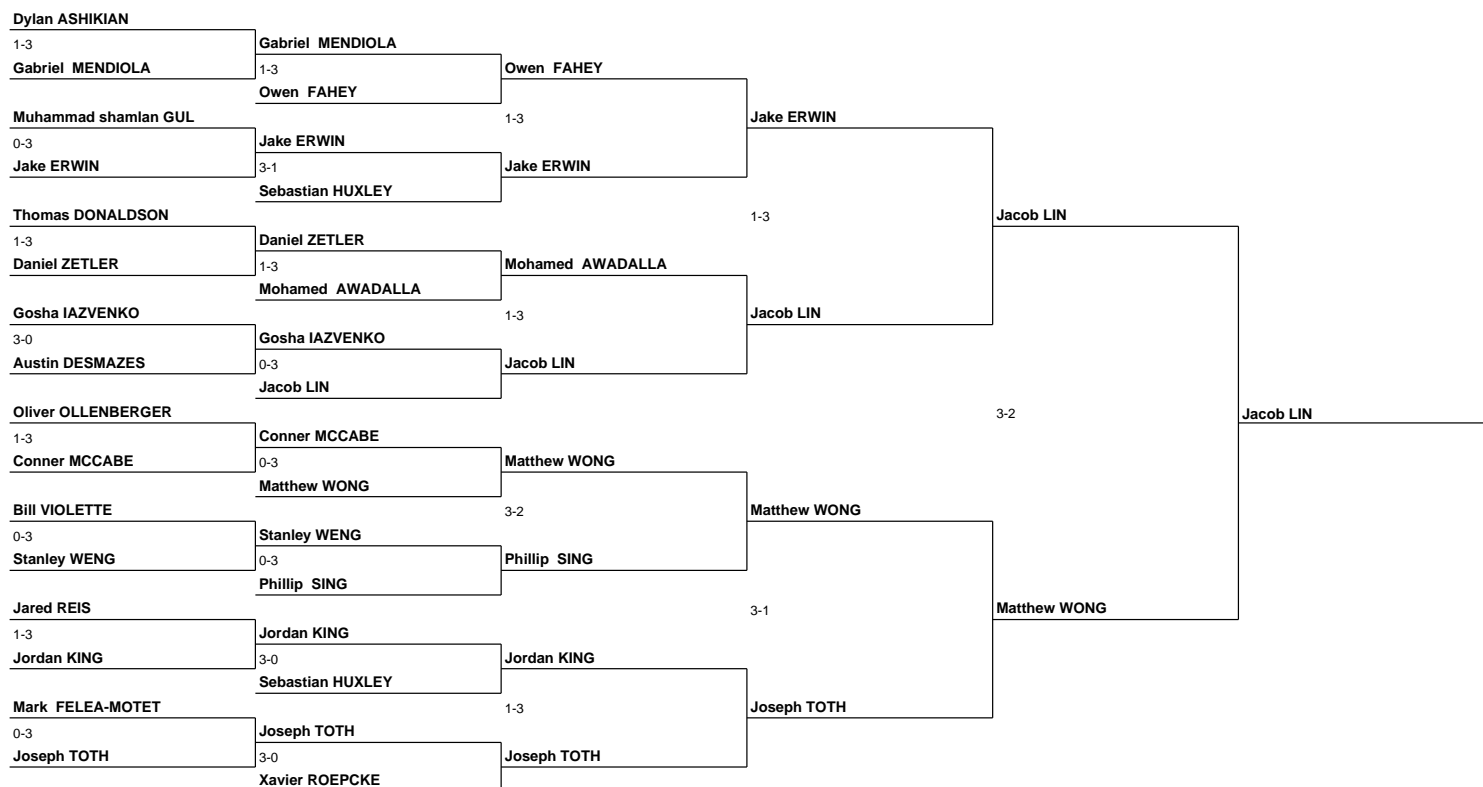 Dylan ASHIKIAN
1-3
Gabriel MENDIOLA
Gabriel MENDIOLA
1-3
Owen FAHEY
Owen FAHEY
Muhammad shamlan GUL
0-3
Jake ERWIN
Jake ERWIN
3-1
Sebastian HUXLEY
1-3
Jake ERWIN
Jake ERWIN
Thomas DONALDSON
1-3
Daniel ZETLER
Daniel ZETLER
1-3
Mohamed AWADALLA
Mohamed AWADALLA
1-3
Jacob LIN
Gosha IAZVENKO
3-0
Austin DESMAZES
Gosha IAZVENKO
0-3
Jacob LIN
1-3
Jacob LIN
Jacob LIN
Oliver OLLENBERGER
1-3
Conner MCCABE
Conner MCCABE
0-3
Matthew WONG
Matthew WONG
3-2
Jacob LIN
Bill VIOLETTE
0-3
Stanley WENG
Stanley WENG
0-3
Phillip SING
3-2
Phillip SING
Matthew WONG
Jared REIS
1-3
Jordan KING
Jordan KING
3-0
Sebastian HUXLEY
Jordan KING
3-1
Matthew WONG
Mark FELEA-MOTET
0-3
Joseph TOTH
Joseph TOTH
3-0
Xavier ROEPCKE
1-3
Joseph TOTH
Joseph TOTH